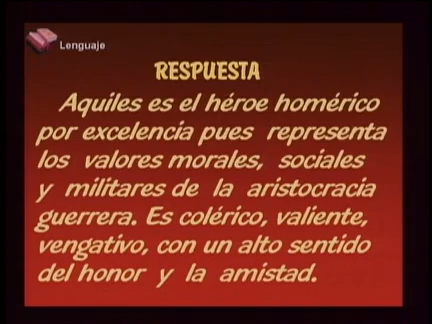 Lenguaje
RESPUESTA
Aquiles es el héroe homérico
por excelencia pues representa
los valores morales, sociales
y militares de la aristocracia
guerrera. Es colérico, valiente,
vengativo, con un alto sentido
del honor y la amistad.